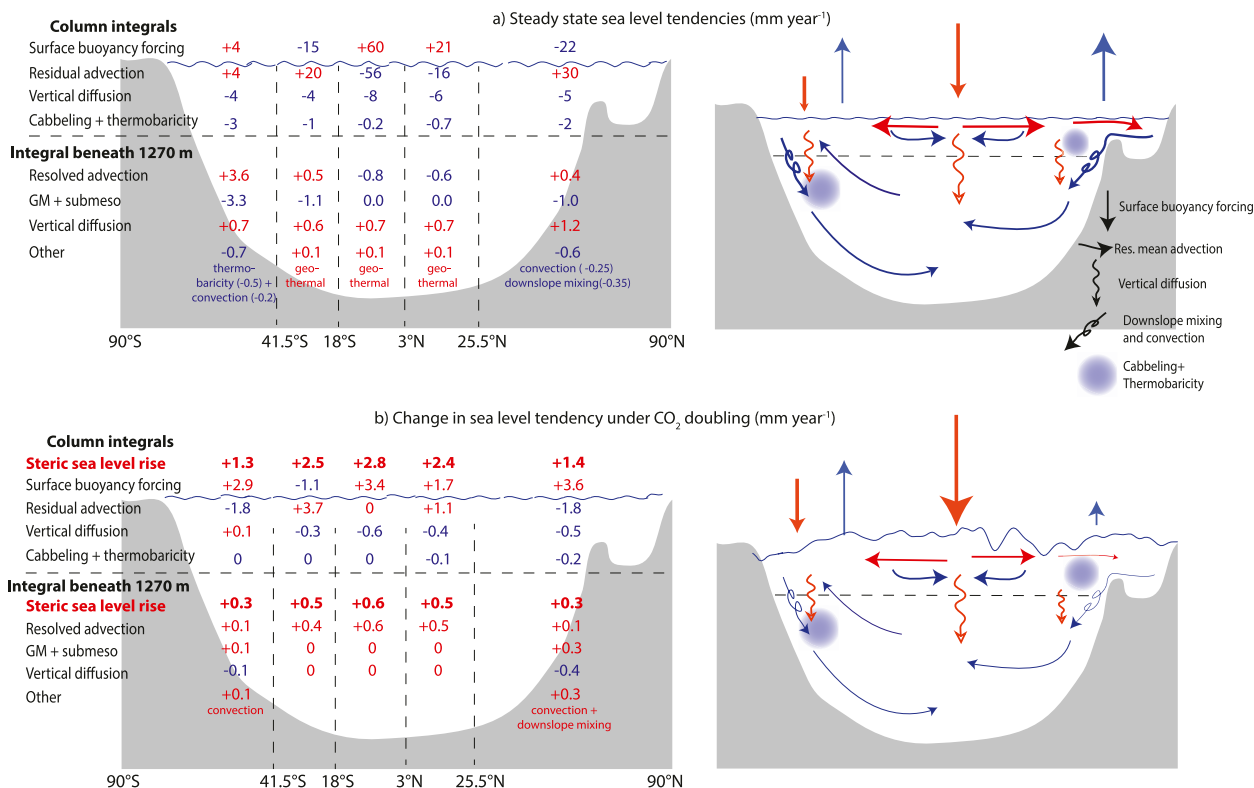 a) Steady state sea level tendencies (mm year-1)
Column integrals
Surface buoyancy forcing +4 -15 +60 +21 -22
Residual advection +4 +20 -56 -16 +30
Vertical diffusion -4 -4 -8 -6 -5
Cabbeling + thermobaricity -3 -1 -0.2 -0.7 -2
Integral beneath 1270 m
Resolved advection +3.6 +0.5 -0.8 -0.6 +0.4
GM + submeso -3.3 -1.1 0.0 0.0 -1.0
Vertical diffusion +0.7 +0.6 +0.7 +0.7 +1.2
Other -0.7 +0.1 +0.1 +0.1 -0.6
thermo- geo- geo- geo- convection ( -0.25)
baricity (-0.5) + thermal thermal thermal downslope mixing(-0.35)
convection (-0.2)
90°S 41.5°S 18°S 3°N 25.5°N 90°N
Surface buoyancy forcing
Res. mean advection
Vertical diffusion
Downslope mixing
and convection
Cabbeling+
Thermobaricity
b) Change in sea level tendency under CO2 doubling (mm year-1)
Column integrals
Steric sea level rise +1.3 +2.5 +2.8 +2.4 +1.4
Surface buoyancy forcing +2.9 -1.1 +3.4 +1.7 +3.6
Residual advection -1.8 +3.7 0 +1.1 -1.8
Vertical diffusion +0.1 -0.3 -0.6 -0.4 -0.5
Cabbeling + thermobaricity 0 0 0 -0.1 -0.2
Integral beneath 1270 m
Steric sea level rise +0.3 +0.5 +0.6 +0.5 +0.3
Resolved advection +0.1 +0.4 +0.6 +0.5 +0.1
GM + submeso +0.1 0 0 0 +0.3
Vertical diffusion -0.1 0 0 0 -0.4
Other +0.1 +0.3
convection convection +
downslope mixing
90°S 41.5°S 18°S 3°N 25.5°N 90°N